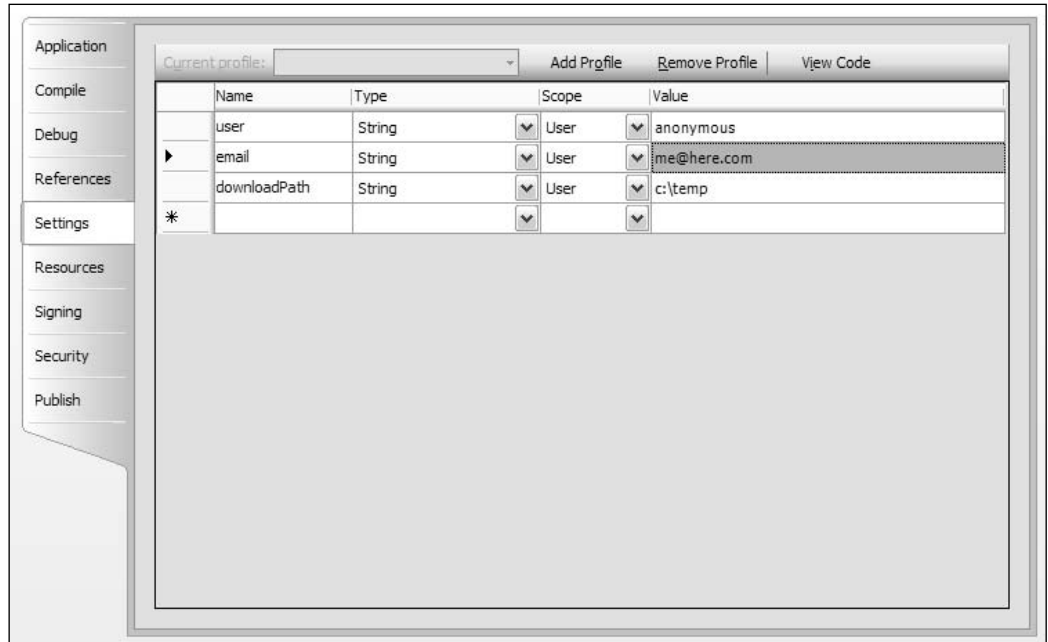 Application
Compile
Debug
References
Settings
Resources
Signing
Security
Publish
Current profile: Add Profile Remove Profile View Code
Name Type Scope Value
user String User anonymous
email String User me@here.com
downloadPath String User c:\temp